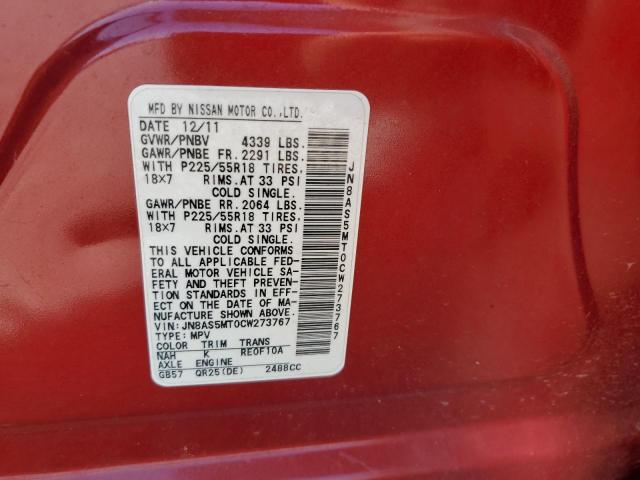 MFD BY NISSAN MOTOR CO.,LTD.
DATE 12/11
GVWR/PNBV 4339 LBS.
GAWR/PNBE FR. 2291 LBS.
WITH P225/55R18 TIRES.
18x7 RIMS.AT 33 PSI
COLD SINGLE.
GAWR/PNBE RR. 2064 LBS.
WITH P225/55R18 TIRES.
18x7 RIMS.AT 33 PSI
COLD SINGLE.
THIS VEHICLE CONFORMS
TO ALL APPLICABLE FED-
ERAL MOTOR VEHICLE SA-
FETY AND THEFT PREVEN-
TION STANDARDS IN EFF-
ECT ON THE DATE OF MA-
NUFACTURE SHOWN ABOVE.
VIN: JN8AS5MT0CW273767
TYPE: MPV
COLOR TRIM TRANS
NAH K RE0F10A
AXLE ENGINE
GB57 QR25(DE) 2488CC
JN8AS5MT0CW273767